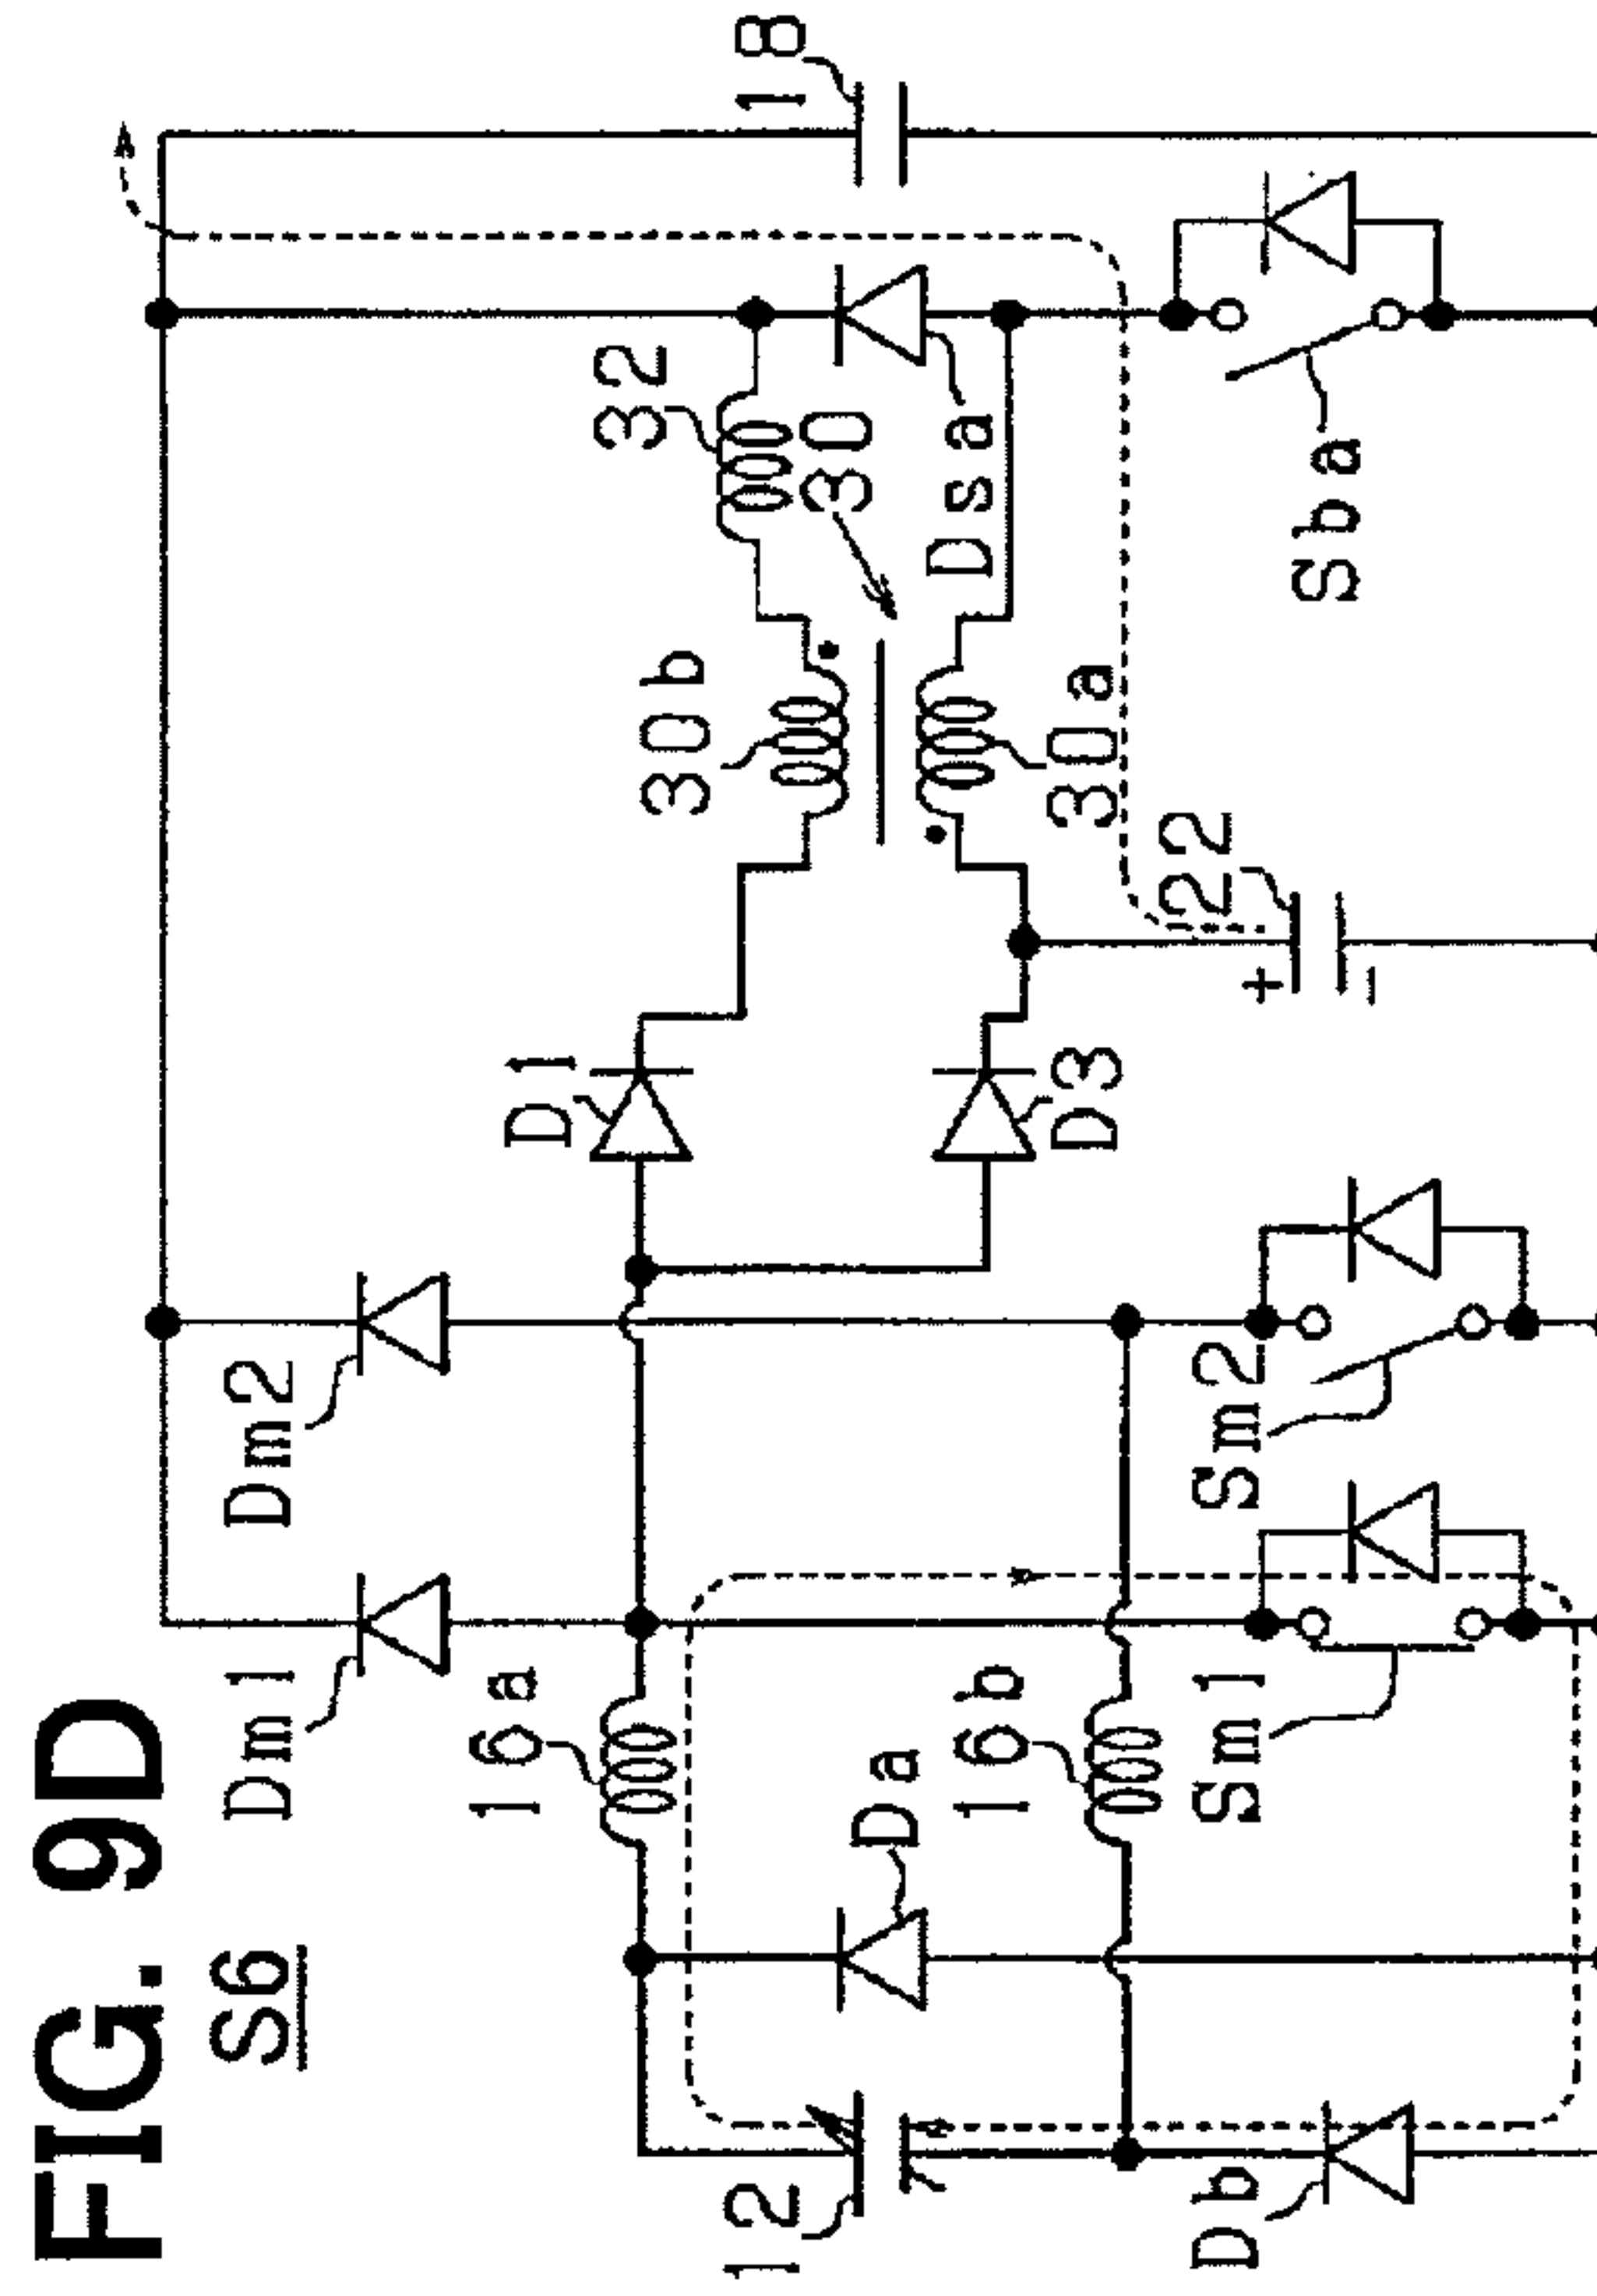 FIG. 9D
S6
Dm1
Dm2
16a
D1
30b
32
18
12
Da
16b
D3
30a
30
Dsa
Db
Sm1
Sm2
22
+
−
Sba